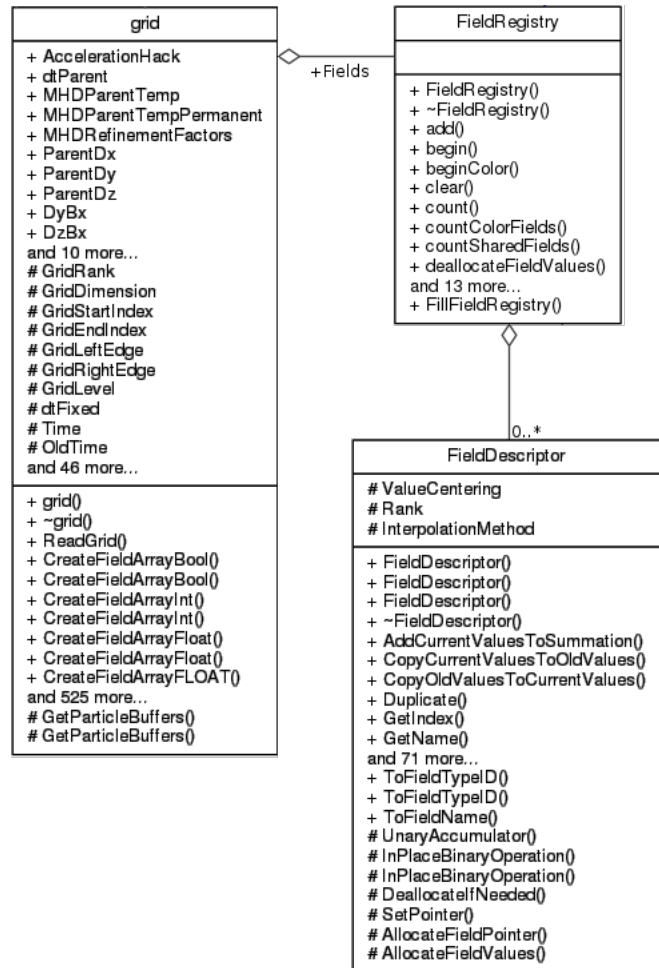 grid
+ AccelerationHack
+ dtParent
+ MHDParentTemp
+ MHDParentTempPermanent
+ MHDRefinementFactors
+ ParentDx
+ ParentDy
+ ParentDz
+ DyBx
+ DzBx
and 10 more...
# GridRank
# GridDimension
# GridStartIndex
# GridEndIndex
# GridLeftEdge
# GridRightEdge
# GridLevel
# dtFixed
# Time
# OldTime
and 46 more...
+ grid()
+ ~grid()
+ ReadGrid()
+ CreateFieldArrayBool()
+ CreateFieldArrayBool()
+ CreateFieldArrayInt()
+ CreateFieldArrayInt()
+ CreateFieldArrayFloat()
+ CreateFieldArrayFloat()
+ CreateFieldArrayFLOAT()
and 525 more...
# GetParticleBuffers()
# GetParticleBuffers()
+Fields
FieldRegistry
+ FieldRegistry()
+ ~FieldRegistry()
+ add()
+ begin()
+ beginColor()
+ clear()
+ count()
+ countColorFields()
+ countSharedFields()
+ deallocateFieldValues()
and 13 more...
+ FillFieldRegistry()
0..*
FieldDescriptor
# ValueCentering
# Rank
# InterpolationMethod
+ FieldDescriptor()
+ FieldDescriptor()
+ FieldDescriptor()
+ ~FieldDescriptor()
+ AddCurrentValuesToSummation()
+ CopyCurrentValuesToOldValues()
+ CopyOldValuesToCurrentValues()
+ Duplicate()
+ GetIndex()
+ GetName()
and 71 more...
+ ToFieldTypeID()
+ ToFieldTypeID()
+ ToFieldName()
# UnaryAccumulator()
# InPlaceBinaryOperation()
# InPlaceBinaryOperation()
# DeallocateIfNeeded()
# SetPointer()
# AllocateFieldPointer()
# AllocateFieldValues()